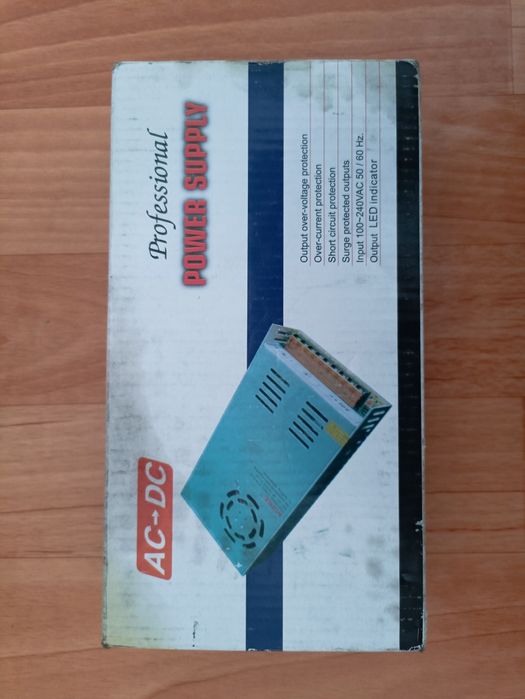 AC→DC
Professional
POWER SUPPLY
Output over-voltage protection
Over-current protection
Short circuit protection
Surge protected outputs
Input 100~240VAC 50 / 60 Hz.
Output LED indicator